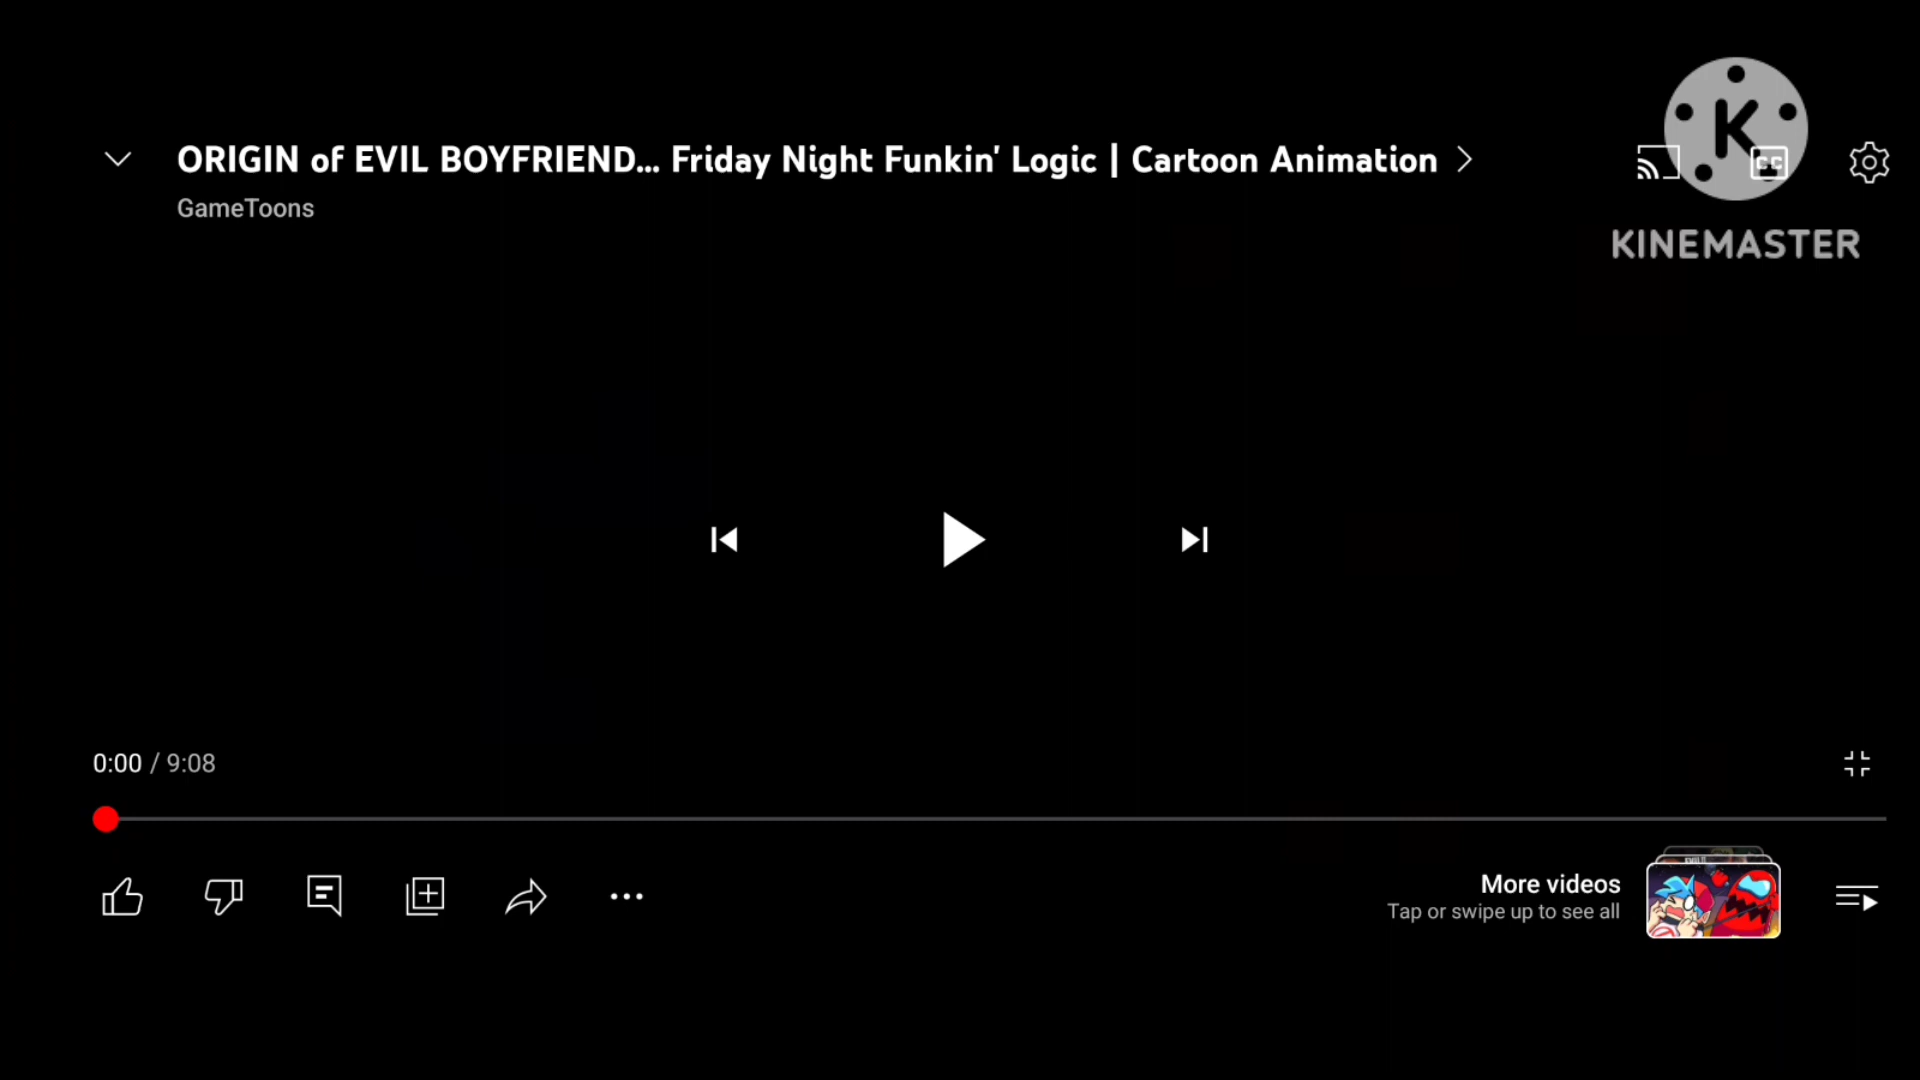 ORIGIN of EVIL BOYFRIEND... Friday Night Funkin' Logic | Cartoon Animation
GameToons
K
CC
KINEMASTER
0:00 / 9:08
More videos
Tap or swipe up to see all